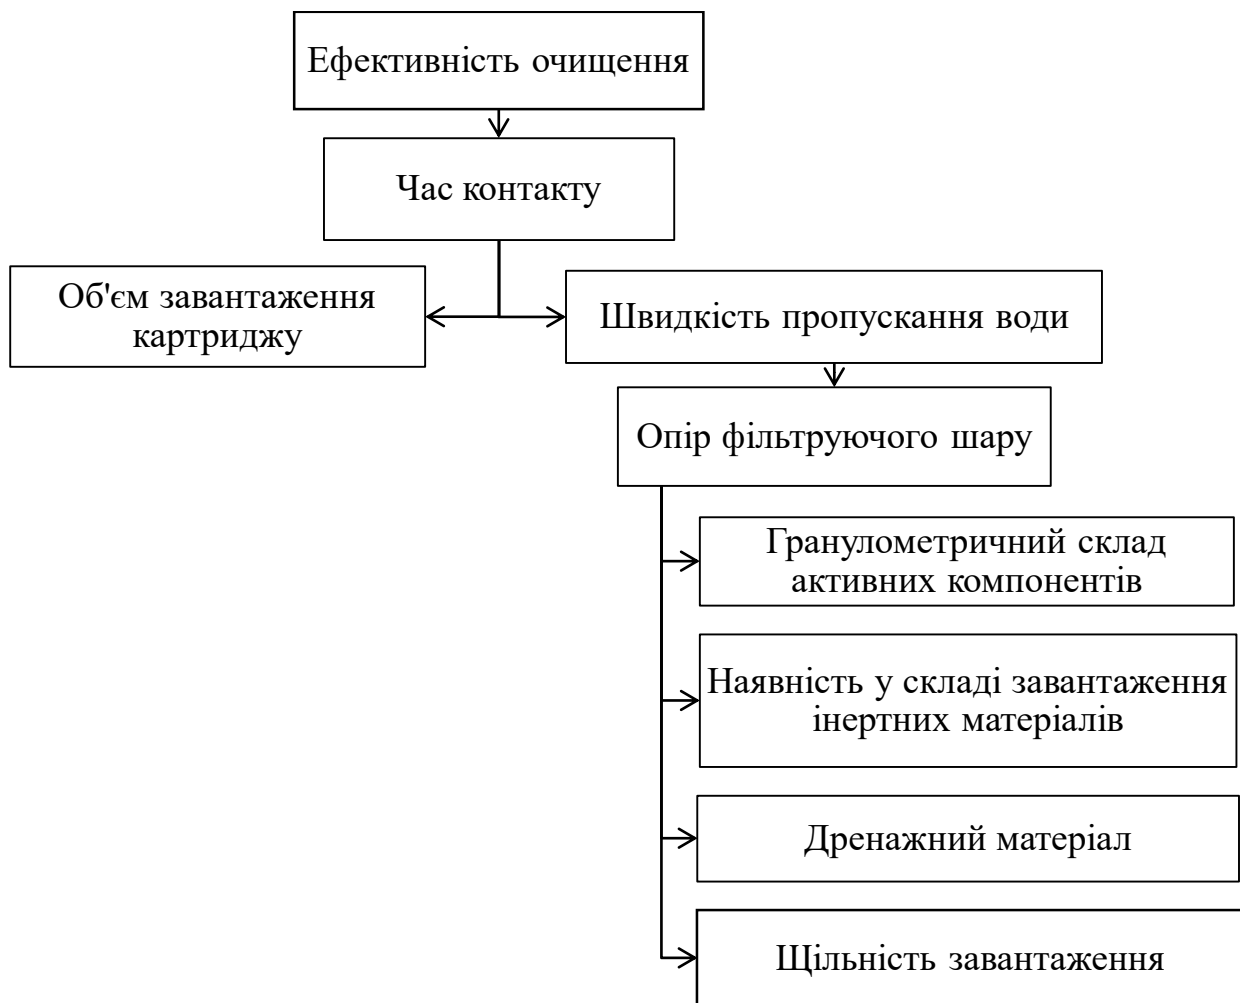 Ефективність очищення
Час контакту
Об'єм завантаження
картриджу
Швидкість пропускання води
Опір фільтруючого шару
Гранулометричний склад
активних компонентів
Наявність у складі завантаження
інертних матеріалів
Дренажний матеріал
Щільність завантаження